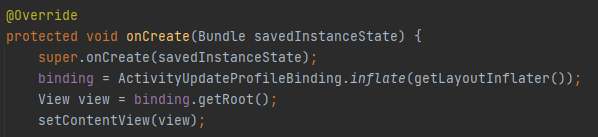 @Override
protected void onCreate(Bundle savedInstanceState) {
    super.onCreate(savedInstanceState);
    binding = ActivityUpdateProfileBinding.inflate(getLayoutInflater());
    View view = binding.getRoot();
    setContentView(view);